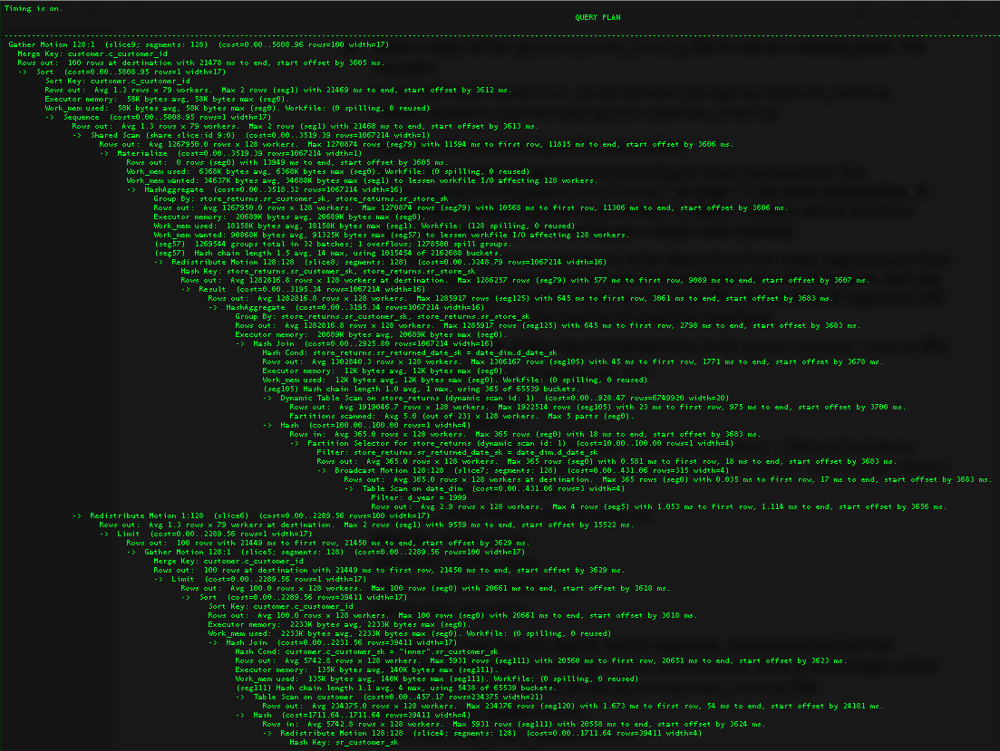 Timing is on.
QUERY PLAN
--------------------------------------------------------------------------------
Gather Motion 128:1  (slice9; segments: 128)  (cost=0.00..5808.96 rows=100 width=17)
Merge Key: customer.c_customer_id
Rows out:  100 rows at destination with 21478 ms to end, start offset by 3605 ms.
->  Sort  (cost=0.00..5808.95 rows=1 width=17)
Sort Key: customer.c_customer_id
Rows out:  Avg 1.3 rows x 79 workers.  Max 2 rows (seg1) with 21469 ms to end, start offset by 3612 ms.
Executor memory:  58K bytes avg, 58K bytes max (seg0).
Work_mem used:  58K bytes avg, 58K bytes max (seg0). Workfile: (0 spilling, 0 reused)
->  Sequence  (cost=0.00..5808.95 rows=1 width=17)
Rows out:  Avg 1.3 rows x 79 workers.  Max 2 rows (seg1) with 21468 ms to end, start offset by 3613 ms.
->  Shared Scan (share slice:id 9:0)  (cost=0.00..3519.39 rows=1067214 width=1)
Rows out:  Avg 1267950.0 rows x 128 workers.  Max 1270874 rows (seg79) with 11594 ms to first row, 11815 ms to end, start offset by 3606 ms.
->  Materialize  (cost=0.00..3519.39 rows=1067214 width=1)
Rows out:  0 rows (seg0) with 13949 ms to end, start offset by 3605 ms.
Work_mem used:  6368K bytes avg, 6368K bytes max (seg0). Workfile: (0 spilling, 0 reused)
Work_mem wanted: 34637K bytes avg, 34688K bytes max (seg1) to lessen workfile I/O affecting 128 workers.
->  HashAggregate  (cost=0.00..3518.32 rows=1067214 width=16)
Group By: store_returns.sr_customer_sk, store_returns.sr_store_sk
Rows out:  Avg 1267950.0 rows x 128 workers.  Max 1270874 rows (seg79) with 10568 ms to first row, 11306 ms to end, start offset by 3606 ms.
Executor memory:  20689K bytes avg, 20689K bytes max (seg0).
Work_mem used:  18158K bytes avg, 18158K bytes max (seg1). Workfile: (128 spilling, 0 reused)
Work_mem wanted: 90868K bytes avg, 91325K bytes max (seg57) to lessen workfile I/O affecting 128 workers.
(seg57)  1269544 groups total in 32 batches; 1 overflows; 1278580 spill groups.
(seg57)  Hash chain length 1.5 avg, 14 max, using 1015454 of 2162688 buckets.
->  Redistribute Motion 128:128  (slice8; segments: 128)  (cost=0.00..3248.79 rows=1067214 width=16)
Hash Key: store_returns.sr_customer_sk, store_returns.sr_store_sk
Rows out:  Avg 1282816.8 rows x 128 workers at destination.  Max 1286257 rows (seg79) with 577 ms to first row, 9089 ms to end, start offset by 3607 ms.
->  Result  (cost=0.00..3195.34 rows=1067214 width=16)
Rows out:  Avg 1282816.8 rows x 128 workers.  Max 1285917 rows (seg125) with 645 ms to first row, 3061 ms to end, start offset by 3683 ms.
->  HashAggregate  (cost=0.00..3195.34 rows=1067214 width=16)
Group By: store_returns.sr_customer_sk, store_returns.sr_store_sk
Rows out:  Avg 1282816.8 rows x 128 workers.  Max 1285917 rows (seg125) with 645 ms to first row, 2798 ms to end, start offset by 3683 ms.
Executor memory:  20689K bytes avg, 20689K bytes max (seg0).
->  Hash Join  (cost=0.00..2925.80 rows=1067214 width=16)
Hash Cond: store_returns.sr_returned_date_sk = date_dim.d_date_sk
Rows out:  Avg 1302840.3 rows x 128 workers.  Max 1306167 rows (seg105) with 45 ms to first row, 1771 ms to end, start offset by 3678 ms.
Executor memory:  12K bytes avg, 12K bytes max (seg0).
Work_mem used:  12K bytes avg, 12K bytes max (seg0). Workfile: (0 spilling, 0 reused)
(seg105) Hash chain length 1.0 avg, 1 max, using 365 of 65539 buckets.
->  Dynamic Table Scan on store_returns (dynamic scan id: 1)  (cost=0.00..928.47 rows=6749920 width=20)
Rows out:  Avg 1919046.7 rows x 128 workers.  Max 1922514 rows (seg105) with 23 ms to first row, 975 ms to end, start offset by 3700 ms.
Partitions scanned:  Avg 5.0 (out of 23) x 128 workers.  Max 5 parts (seg0).
->  Hash  (cost=100.00..100.00 rows=1 width=4)
Rows in:  Avg 365.0 rows x 128 workers.  Max 365 rows (seg0) with 18 ms to end, start offset by 3683 ms.
->  Partition Selector for store_returns (dynamic scan id: 1)  (cost=10.00..100.00 rows=1 width=4)
Filter: store_returns.sr_returned_date_sk = date_dim.d_date_sk
Rows out:  Avg 365.0 rows x 128 workers.  Max 365 rows (seg0) with 0.581 ms to first row, 18 ms to end, start offset by 3683 ms.
->  Broadcast Motion 128:128  (slice7; segments: 128)  (cost=0.00..431.06 rows=315 width=4)
Rows out:  Avg 365.0 rows x 128 workers at destination.  Max 365 rows (seg0) with 0.035 ms to first row, 17 ms to end, start offset by 3683 ms.
->  Table Scan on date_dim  (cost=0.00..431.06 rows=3 width=4)
Filter: d_year = 1999
Rows out:  Avg 2.9 rows x 128 workers.  Max 4 rows (seg5) with 1.053 ms to first row, 1.114 ms to end, start offset by 3656 ms.
->  Redistribute Motion 1:128  (slice6)  (cost=0.00..2289.56 rows=100 width=17)
Rows out:  Avg 1.3 rows x 79 workers at destination.  Max 2 rows (seg1) with 9559 ms to end, start offset by 15522 ms.
->  Limit  (cost=0.00..2289.56 rows=1 width=17)
Rows out:  100 rows with 21449 ms to first row, 21450 ms to end, start offset by 3629 ms.
->  Gather Motion 128:1  (slice5; segments: 128)  (cost=0.00..2289.56 rows=100 width=17)
Merge Key: customer.c_customer_id
Rows out:  100 rows at destination with 21449 ms to first row, 21450 ms to end, start offset by 3629 ms.
->  Limit  (cost=0.00..2289.56 rows=1 width=17)
Rows out:  Avg 100.0 rows x 128 workers.  Max 100 rows (seg0) with 20661 ms to end, start offset by 3618 ms.
->  Sort  (cost=0.00..2289.56 rows=39411 width=17)
Sort Key: customer.c_customer_id
Rows out:  Avg 100.0 rows x 128 workers.  Max 100 rows (seg0) with 20661 ms to end, start offset by 3618 ms.
Executor memory:  2233K bytes avg, 2233K bytes max (seg0).
Work_mem used:  2233K bytes avg, 2233K bytes max (seg0). Workfile: (0 spilling, 0 reused)
->  Hash Join  (cost=0.00..2231.56 rows=39411 width=17)
Hash Cond: customer.c_customer_sk = "inner".sr_customer_sk
Rows out:  Avg 5742.8 rows x 128 workers.  Max 5931 rows (seg111) with 20560 ms to first row, 20651 ms to end, start offset by 3623 ms.
Executor memory:  135K bytes avg, 140K bytes max (seg111).
Work_mem used:  135K bytes avg, 140K bytes max (seg111). Workfile: (0 spilling, 0 reused)
(seg111) Hash chain length 1.1 avg, 4 max, using 5438 of 65539 buckets.
->  Table Scan on customer  (cost=0.00..457.17 rows=234375 width=21)
Rows out:  Avg 234375.0 rows x 128 workers.  Max 234376 rows (seg120) with 1.673 ms to first row, 54 ms to end, start offset by 24181 ms.
->  Hash  (cost=1711.64..1711.64 rows=39411 width=4)
Rows in:  Avg 5742.8 rows x 128 workers.  Max 5931 rows (seg111) with 20558 ms to end, start offset by 3624 ms.
->  Redistribute Motion 128:128  (slice4; segments: 128)  (cost=0.00..1711.64 rows=39411 width=4)
Hash Key: sr_customer_sk